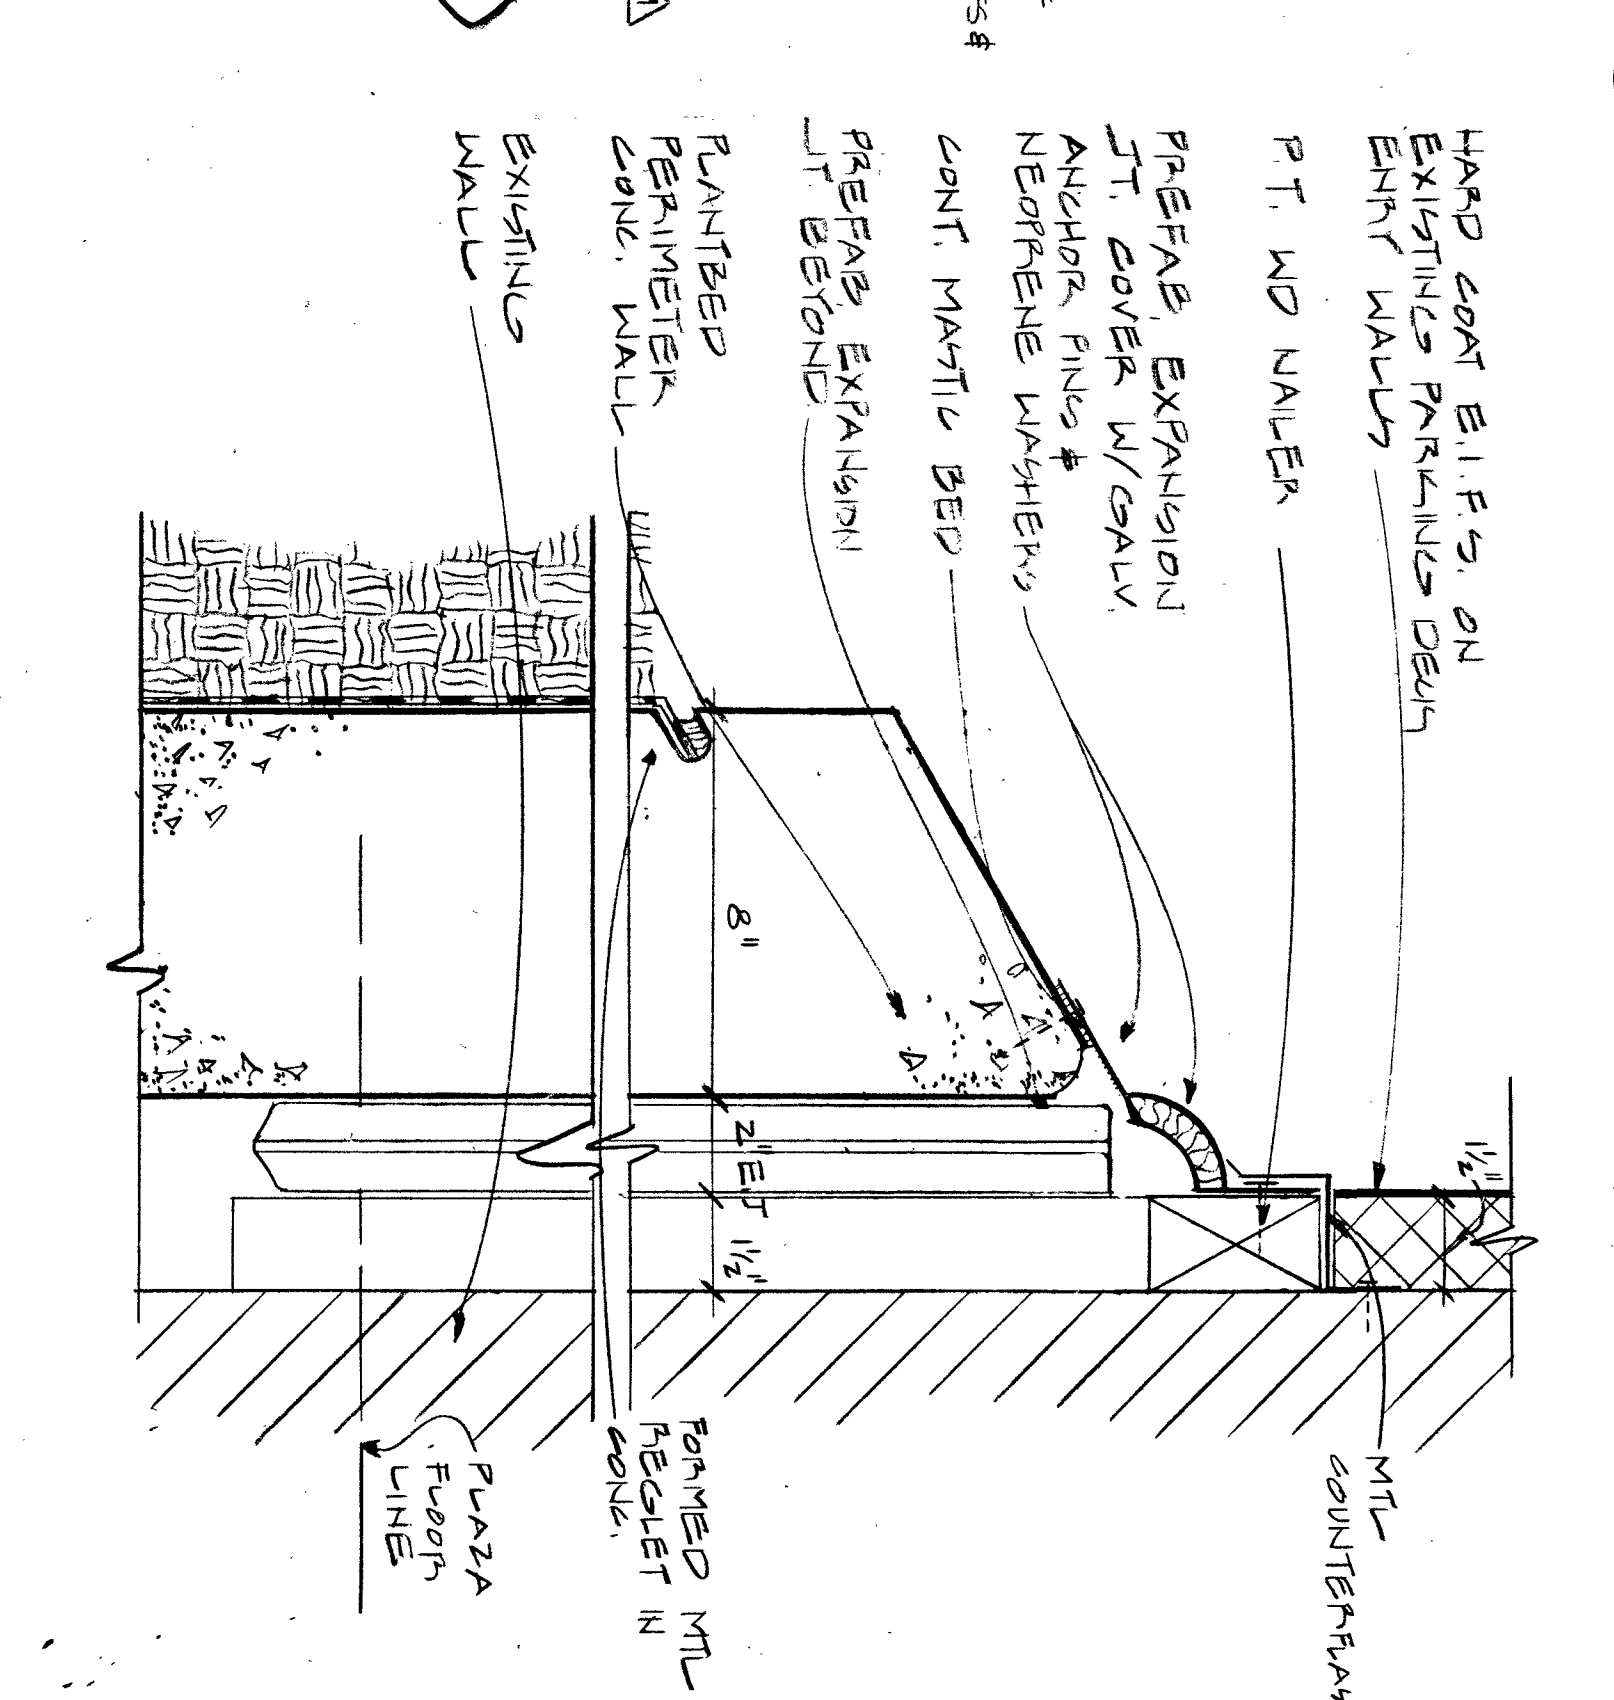 HARD COAT E.I.F.S. ON
EXISTING PARKING DECK
ENRY WALLS
P.T. WD NAILER
PREFAB. EXPANSION
JT. COVER W/GALV.
ANCHOR PINS &
NEOPRENE WASHERS
CONT. MASTIC BED
PREFAB. EXPANSION
JT. BEYOND
PLANTBED
PERIMETER
CONC. WALL
EXISTING
WALL
1½"
8"
2" EJ
1½"
MTL
COUNTERFLAS
FORMED MTL
REGLET IN
CONC.
PLAZA
FLOOR
LINE